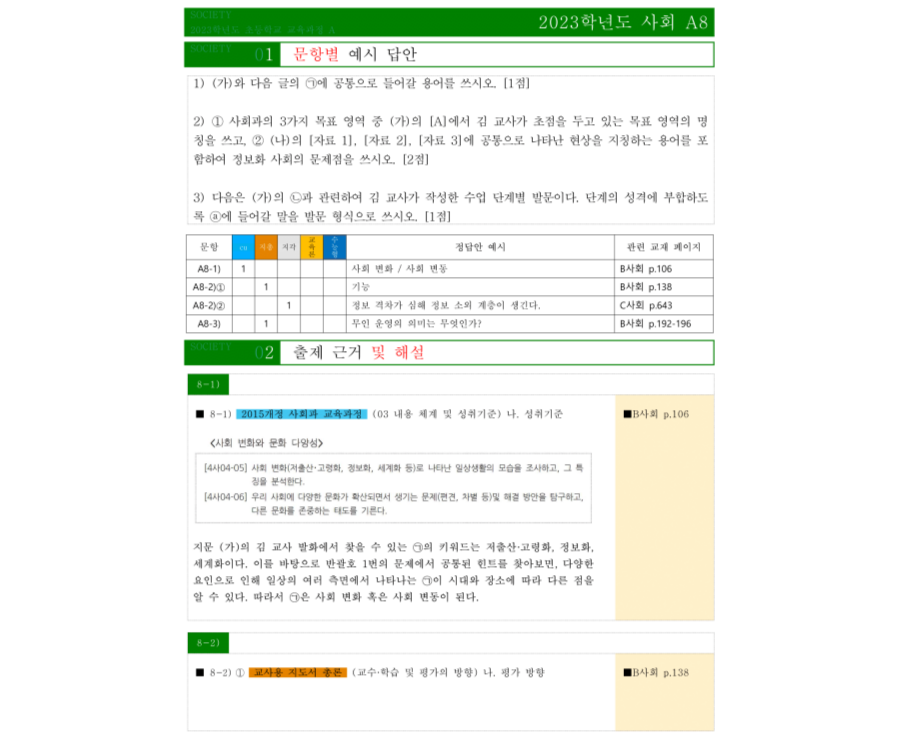 SOCIETY
2023학년도 초등학교 교육과정 A
2023학년도 사회 A8
SOCIETY
01 문항별 예시 답안
1) (가)와 다음 글의 ㉠에 공통으로 들어갈 용어를 쓰시오. [1점]
2) ① 사회과의 3가지 목표 영역 중 (가)의 [A]에서 김 교사가 초점을 두고 있는 목표 영역의 명
칭을 쓰고, ② (나)의 [자료 1], [자료 2], [자료 3]에 공통으로 나타난 현상을 지칭하는 용어를 포
함하여 정보화 사회의 문제점을 쓰시오. [2점]
3) 다음은 (가)의 ㉡과 관련하여 김 교사가 작성한 수업 단계별 발문이다. 단계의 성격에 부합하도
록 ⓐ에 들어갈 말을 발문 형식으로 쓰시오. [1점]
문항 지총 지각 교육론 수능형 정답안 예시 관련 교재 페이지
A8-1) 1 사회 변화 / 사회 변동 B사회 p.106
A8-2)① 1 기능 B사회 p.138
A8-2)② 1 정보 격차가 심해 정보 소외 계층이 생긴다. C사회 p.643
A8-3) 1 무인 운영의 의미는 무엇인가? B사회 p.192-196
SOCIETY
02 출제 근거 및 해설
8-1)
■ 8-1) 2015개정 사회과 교육과정 (03 내용 체계 및 성취기준) 나. 성취기준
■B사회 p.106
<사회 변화와 문화 다양성>
[4사04-05] 사회 변화(저출산·고령화, 정보화, 세계화 등)로 나타난 일상생활의 모습을 조사하고, 그 특
징을 분석한다.
[4사04-06] 우리 사회에 다양한 문화가 확산되면서 생기는 문제(편견, 차별 등)및 해결 방안을 탐구하고,
다른 문화를 존중하는 태도를 기른다.
지문 (가)의 김 교사 발화에서 찾을 수 있는 ㉠의 키워드는 저출산·고령화, 정보화,
세계화이다. 이를 바탕으로 반괄호 1번의 문제에서 공통된 힌트를 찾아보면, 다양한
요인으로 인해 일상의 여러 측면에서 나타나는 ㉠이 시대와 장소에 따라 다른 점을
알 수 있다. 따라서 ㉠은 사회 변화 혹은 사회 변동이 된다.
8-2)
■ 8-2) ① 교사용 지도서 총론 (교수·학습 및 평가의 방향) 나. 평가 방향
■B사회 p.138